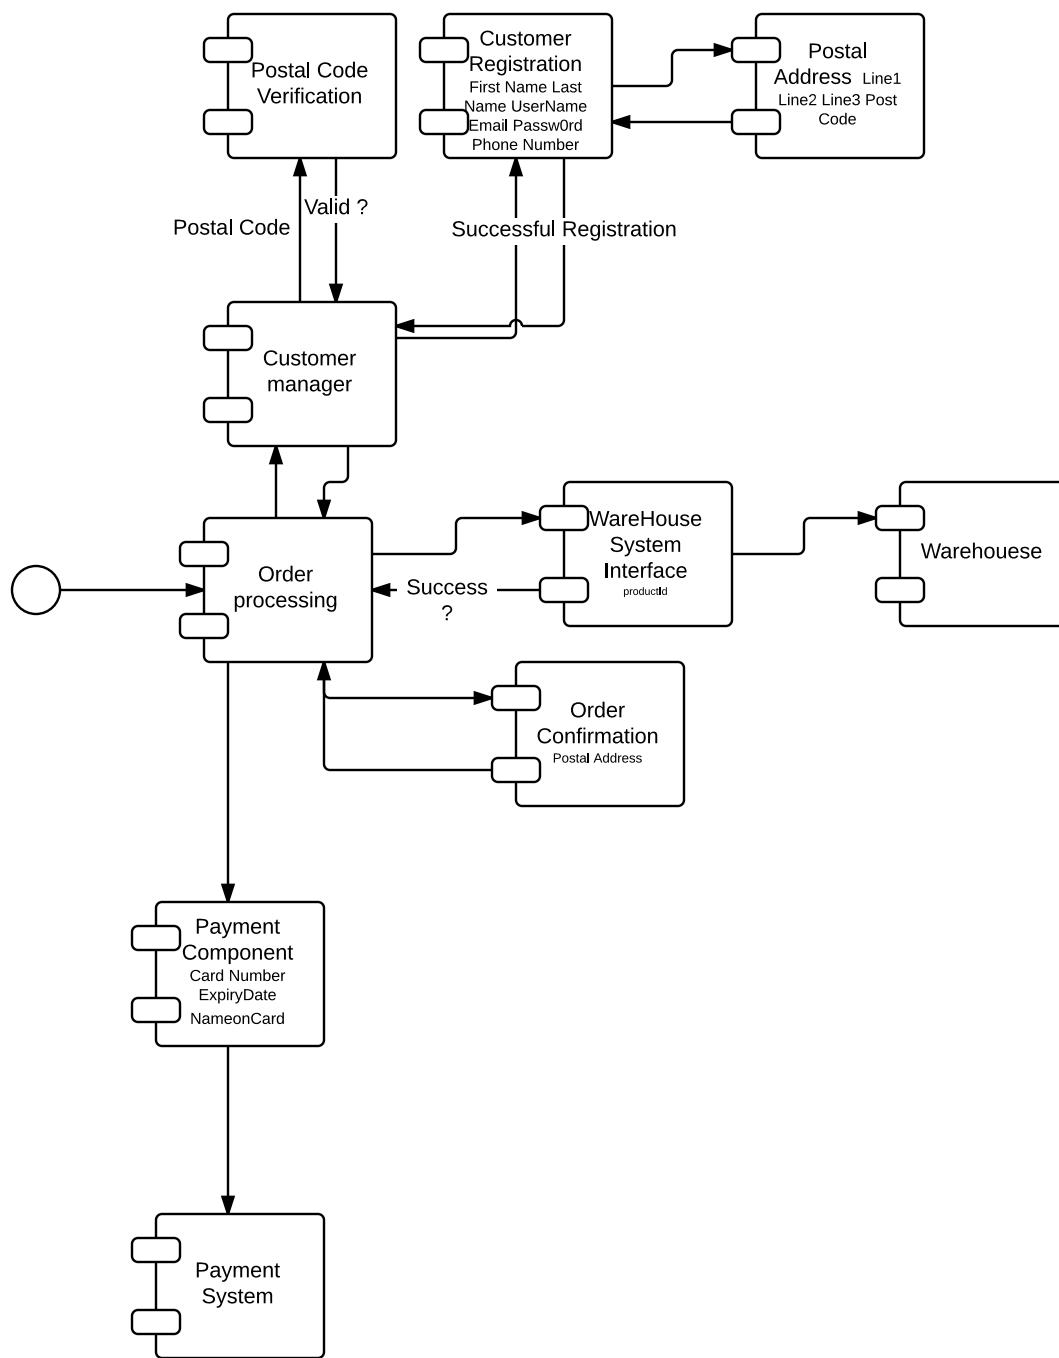 Postal Code
Verification
Customer
Registration
First Name Last
Name UserName
Email Passw0rd
Phone Number
Postal
Address Line1
Line2 Line3 Post
Code
Valid ?
Postal Code
Successful Registration
Customer
manager
Order
processing
WareHouse
System
Interface
productId
Warehouese
Success
?
Order
Confirmation
Postal Address
Payment
Component
Card Number
ExpiryDate
NameonCard
Payment
System